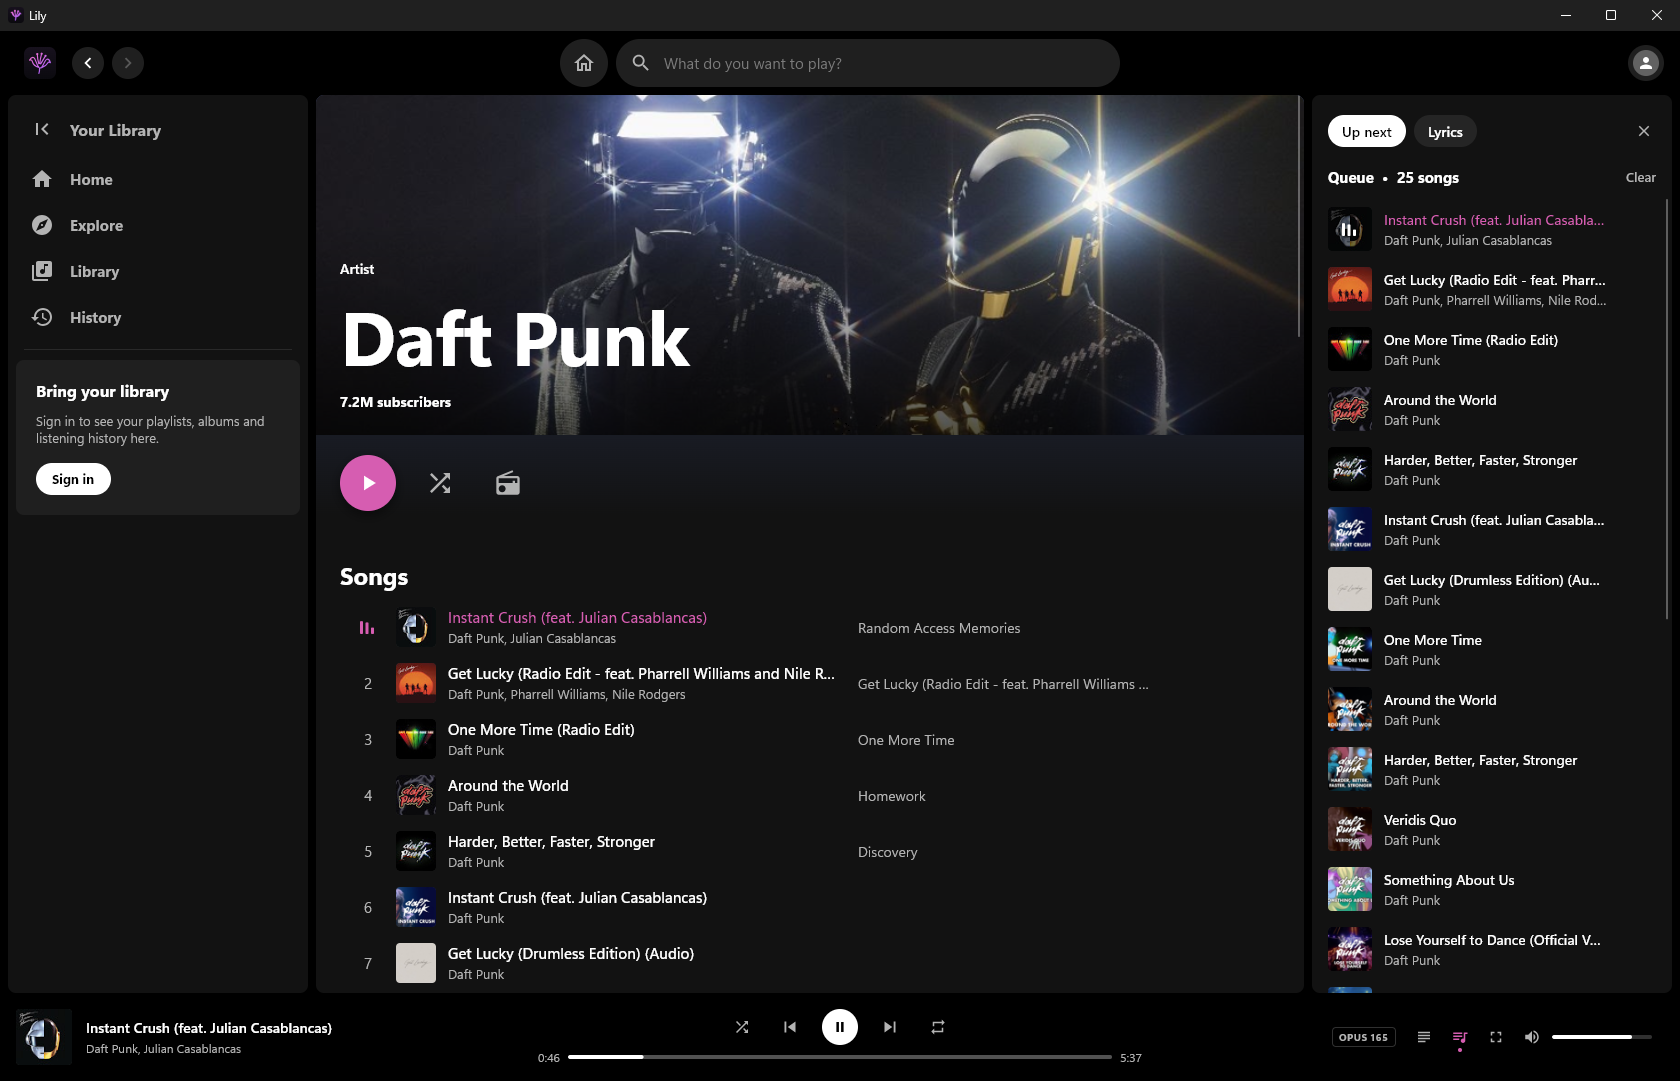 Lily
What do you want to play?
Your Library
Home
Explore
Library
History
Bring your library
Sign in to see your playlists, albums and
listening history here.
Sign in
Artist
Daft Punk
7.2M subscribers
Songs
Instant Crush (feat. Julian Casablancas)
Daft Punk, Julian Casablancas
Random Access Memories
2
Get Lucky (Radio Edit - feat. Pharrell Williams and Nile R...
Daft Punk, Pharrell Williams, Nile Rodgers
Get Lucky (Radio Edit - feat. Pharrell Williams ...
3
One More Time (Radio Edit)
Daft Punk
One More Time
4
Around the World
Daft Punk
Homework
5
Harder, Better, Faster, Stronger
Daft Punk
Discovery
6
Instant Crush (feat. Julian Casablancas)
Daft Punk
7
Get Lucky (Drumless Edition) (Audio)
Daft Punk
Up next
Lyrics
Queue • 25 songs
Clear
Instant Crush (feat. Julian Casabla...
Daft Punk, Julian Casablancas
Get Lucky (Radio Edit - feat. Pharr...
Daft Punk, Pharrell Williams, Nile Rod...
One More Time (Radio Edit)
Daft Punk
Around the World
Daft Punk
Harder, Better, Faster, Stronger
Daft Punk
Instant Crush (feat. Julian Casabla...
Daft Punk
Get Lucky (Drumless Edition) (Au...
Daft Punk
One More Time
Daft Punk
Around the World
Daft Punk
Harder, Better, Faster, Stronger
Daft Punk
Veridis Quo
Daft Punk
Something About Us
Daft Punk
Lose Yourself to Dance (Official V...
Daft Punk
Instant Crush (feat. Julian Casablancas)
Daft Punk, Julian Casablancas
0:46
5:37
OPUS 165